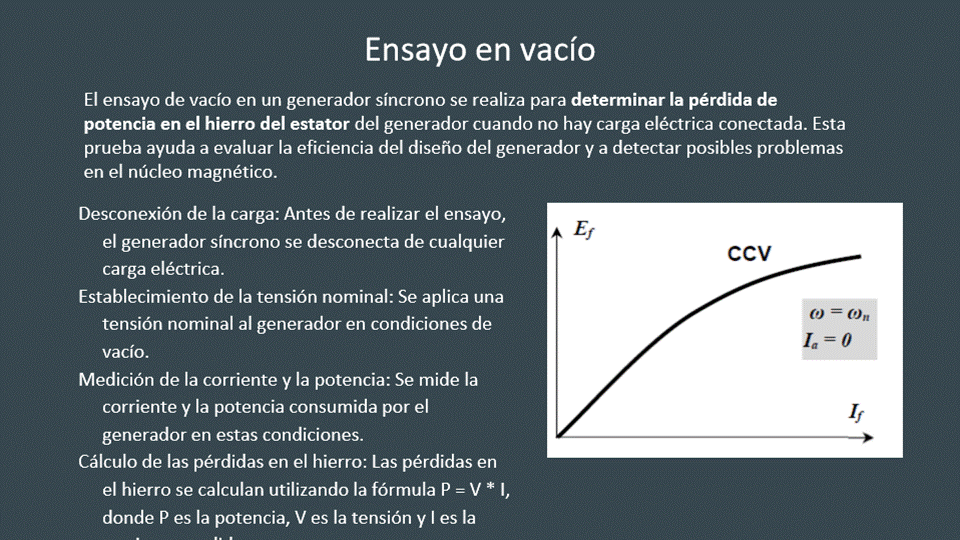 Ensayo en vacío
El ensayo de vacío en un generador síncrono se realiza para determinar la pérdida de
potencia en el hierro del estator del generador cuando no hay carga eléctrica conectada. Esta
prueba ayuda a evaluar la eficiencia del diseño del generador y a detectar posibles problemas
en el núcleo magnético.
Desconexión de la carga: Antes de realizar el ensayo,
el generador síncrono se desconecta de cualquier
carga eléctrica.
Establecimiento de la tensión nominal: Se aplica una
tensión nominal al generador en condiciones de
vacío.
Medición de la corriente y la potencia: Se mide la
corriente y la potencia consumida por el
generador en estas condiciones.
Cálculo de las pérdidas en el hierro: Las pérdidas en
el hierro se calculan utilizando la fórmula P = V * I,
donde P es la potencia, V es la tensión y I es la
E_f
CCV
ω = ω_n
I_a = 0
I_f